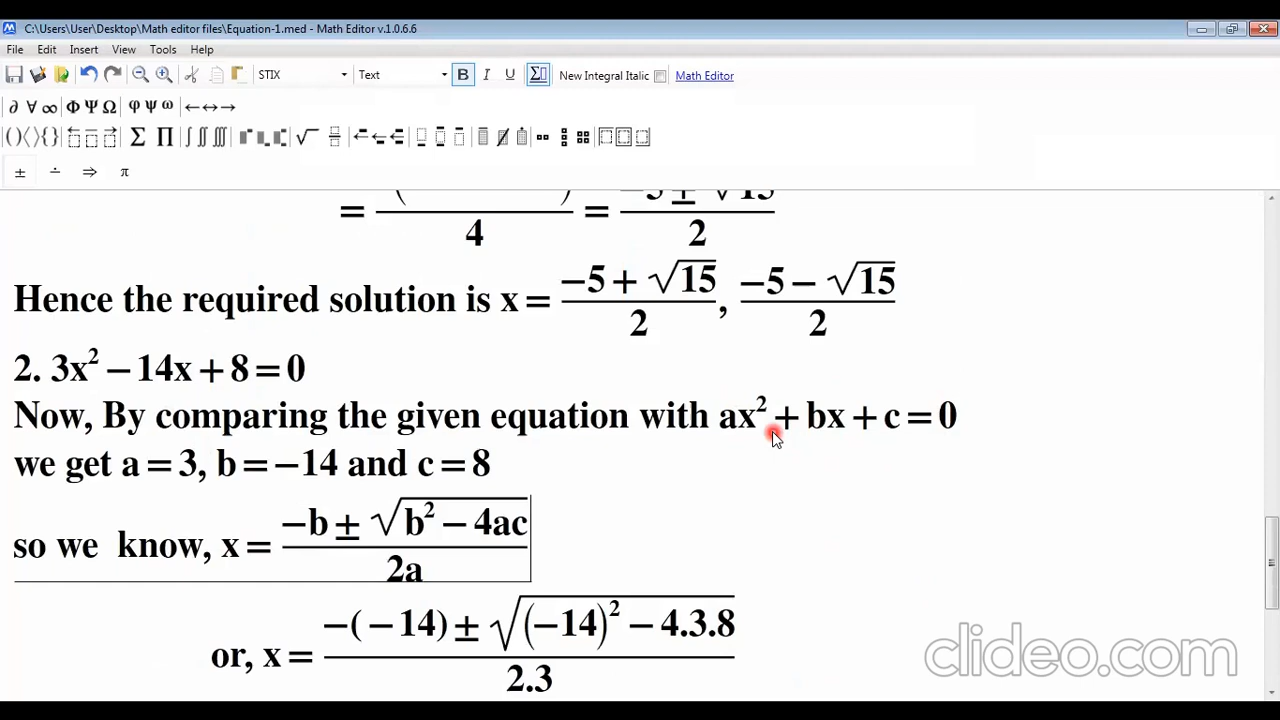 C:\Users\User\Desktop\Math editor files\Equation-1.med - Math Editor v.1.0.6.6
File Edit Insert View Tools Help
STIX Text B I U Σ New Integral Italic Math Editor
∂ ∀ ∞ Φ Ψ Ω φ ψ ω ←↔→
()⟨⟩{} Σ Π ∫ ∬ ∭ √
± ∸ ⇒ π
= ( )/4 = (−5 ± √15)/2
Hence the required solution is x = (−5 + √15)/2, (−5 − √15)/2
2. 3x² − 14x + 8 = 0
Now, By comparing the given equation with ax² + bx + c = 0
we get a = 3, b = −14 and c = 8
so we know, x = (−b ± √(b² − 4ac))/2a
or, x = (−(−14) ± √((−14)² − 4.3.8))/2.3
clideo.com